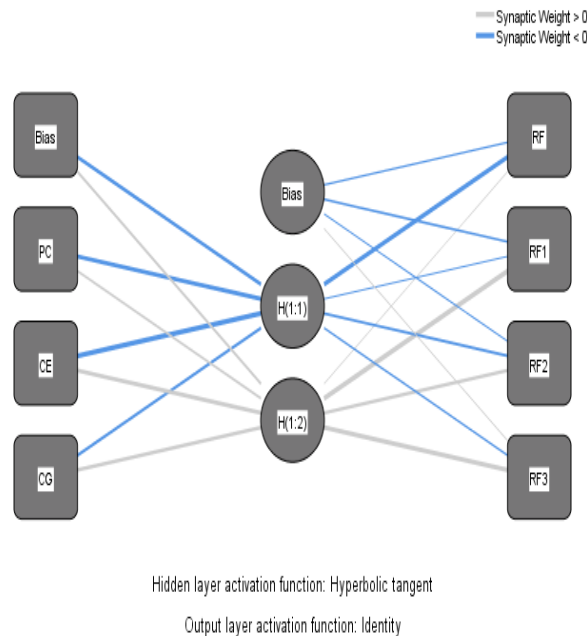 Synaptic Weight > 0
Synaptic Weight < 0
Bias
PC
CE
CG
Bias
H(1:1)
H(1:2)
RF
RF1
RF2
RF3
Hidden layer activation function: Hyperbolic tangent
Output layer activation function: Identity